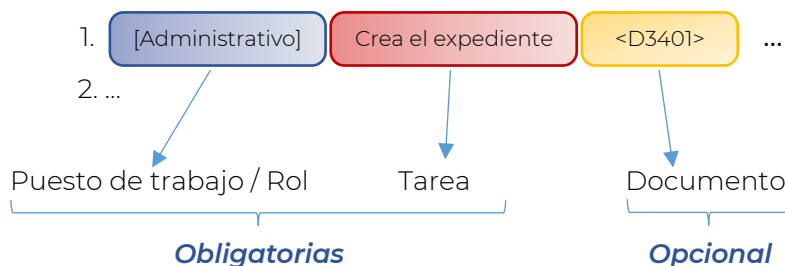 1. [Administrativo] Crea el expediente <D3401> ...
2. ...
Puesto de trabajo / Rol Tarea Documento
Obligatorias Opcional